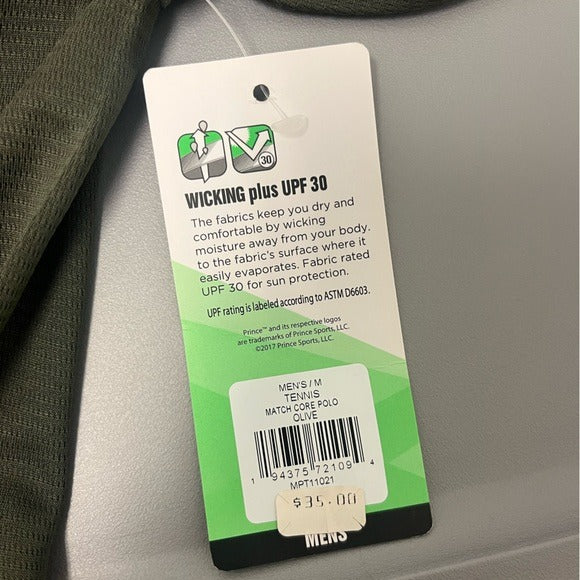 30
WICKING plus UPF 30
The fabrics keep you dry and
comfortable by wicking
moisture away from your body.
to the fabric's surface where it
easily evaporates. Fabric rated
UPF 30 for sun protection.
UPF rating is labeled according to ASTM D6603.
Prince™ and its respective logos
are trademarks of Prince Sports, LLC.
©2017 Prince Sports, LLC.
MEN'S / M
TENNIS
MATCH CORE POLO
OLIVE
1 94375 72109 4
MPT11021
$35.00
MENS